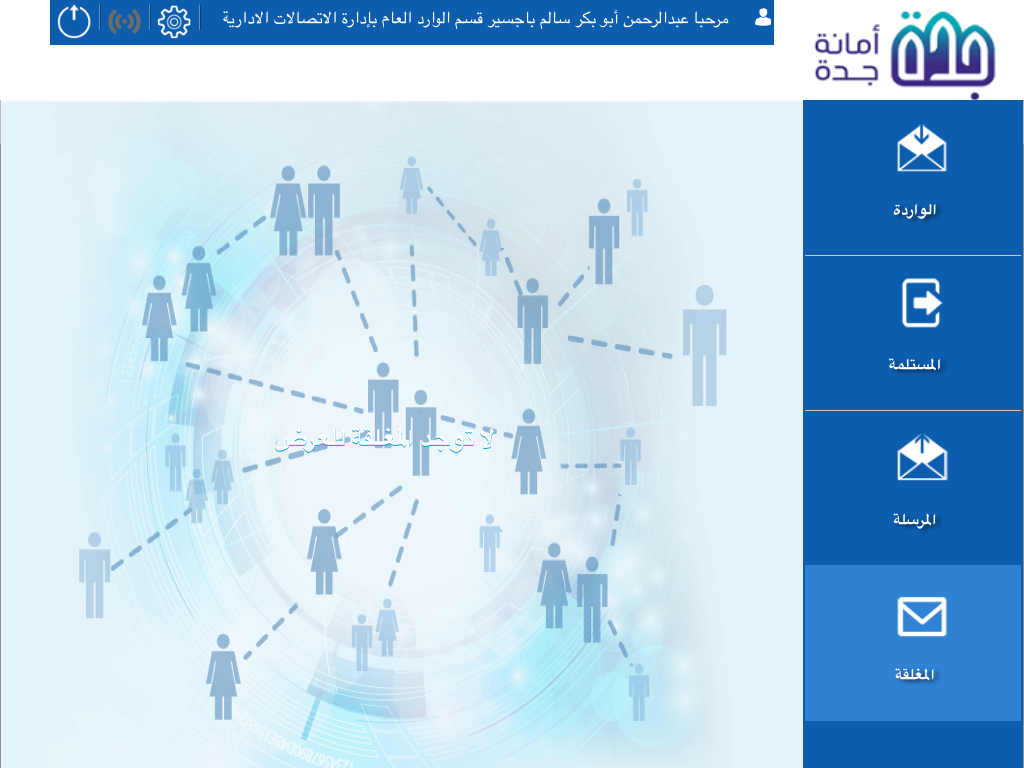 مرحبا عبدالرحمن أبو بكر سالم باجسير قسم الوارد العام بإدارة الاتصالات الادارية
أمانة جدة
جدة
الواردة
المستلمة
المرسلة
المغلقة
لا توجد المغلقة للعرض